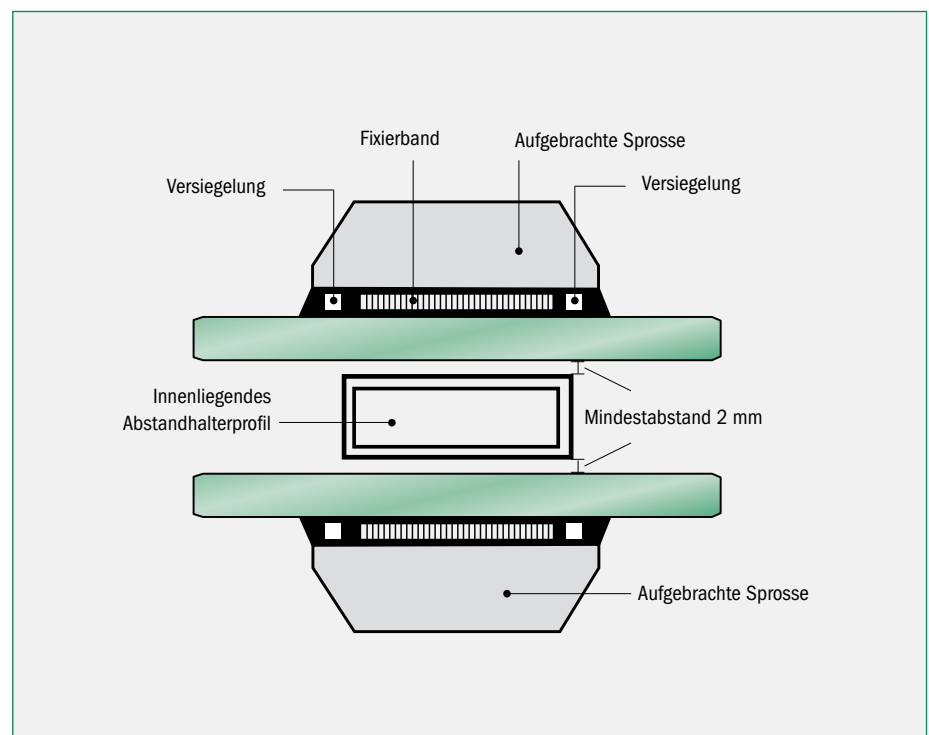 Fixierband
Aufgebrachte Sprosse
Versiegelung
Versiegelung
Innenliegendes
Abstandhalterprofil
Mindestabstand 2 mm
Aufgebrachte Sprosse